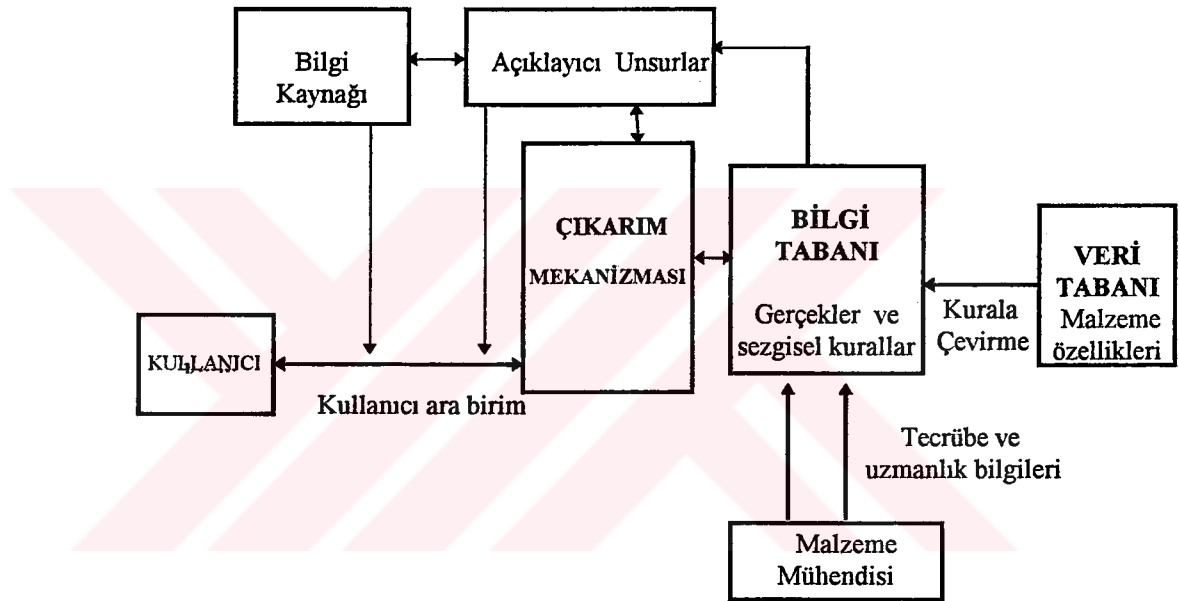 Bilgi
Kaynağı
Açıklayıcı Unsurlar
ÇIKARIM
MEKANİZMASI
BİLGİ
TABANI
Gerçekler ve
sezgisel kurallar
VERİ
TABANI
Malzeme
özellikleri
Kurala
Çevirme
KULLANICI
Kullanıcı ara birim
Tecrübe ve
uzmanlık bilgileri
Malzeme
Mühendisi